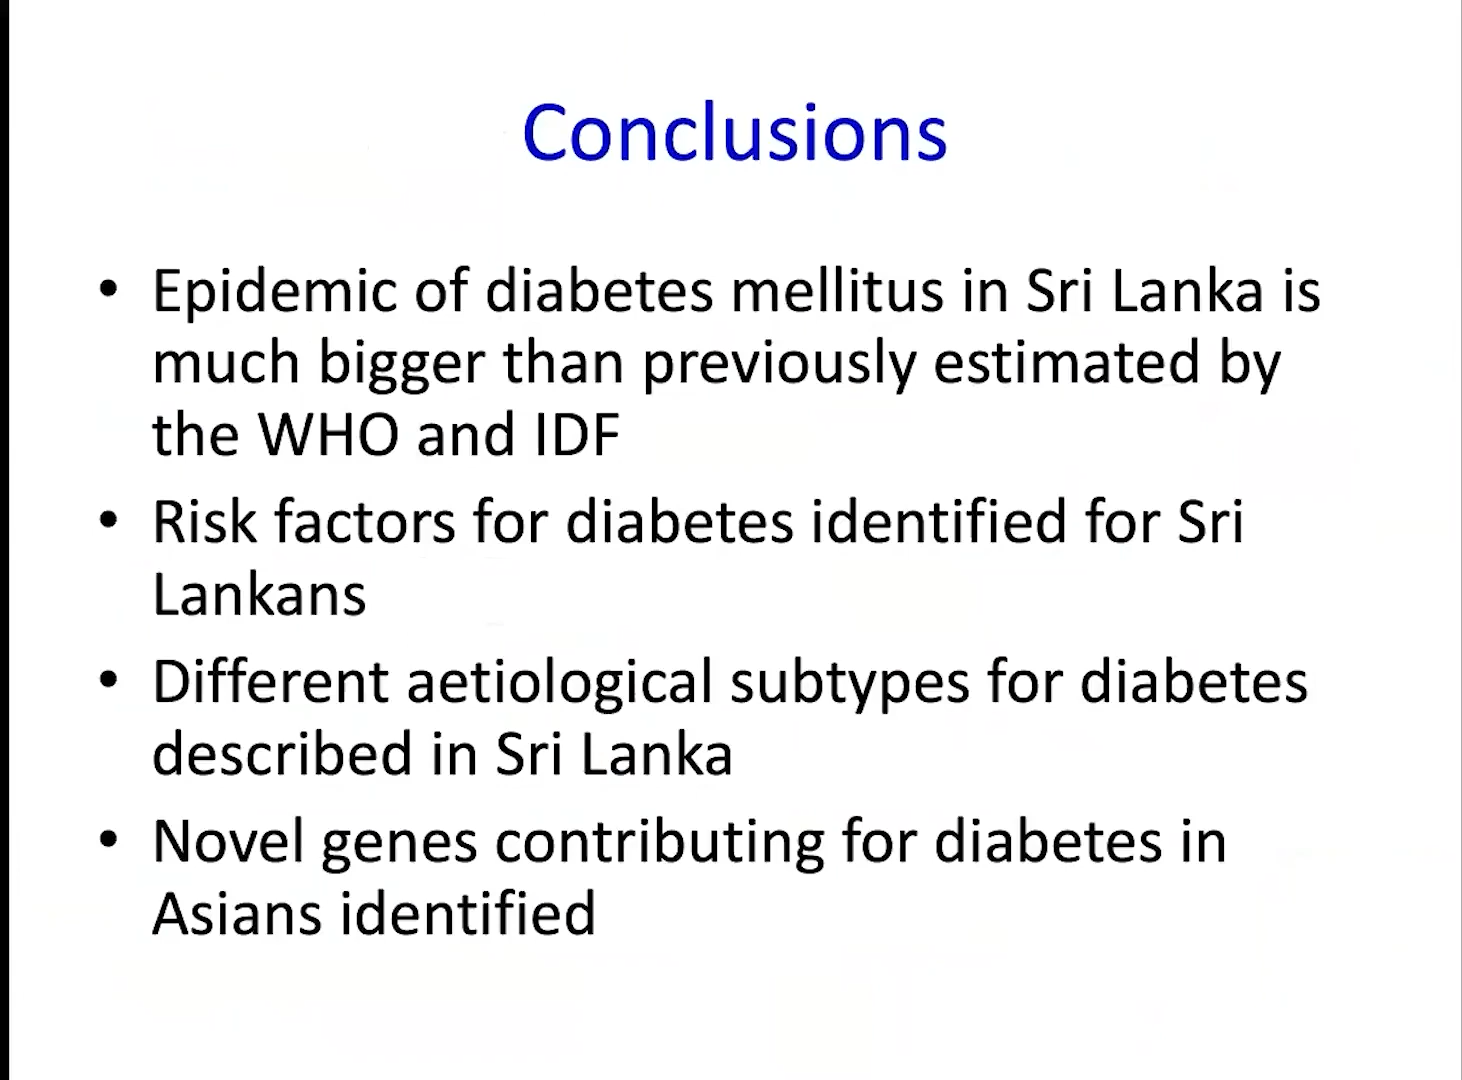 Conclusions
• Epidemic of diabetes mellitus in Sri Lanka is
much bigger than previously estimated by
the WHO and IDF
• Risk factors for diabetes identified for Sri
Lankans
• Different aetiological subtypes for diabetes
described in Sri Lanka
• Novel genes contributing for diabetes in
Asians identified